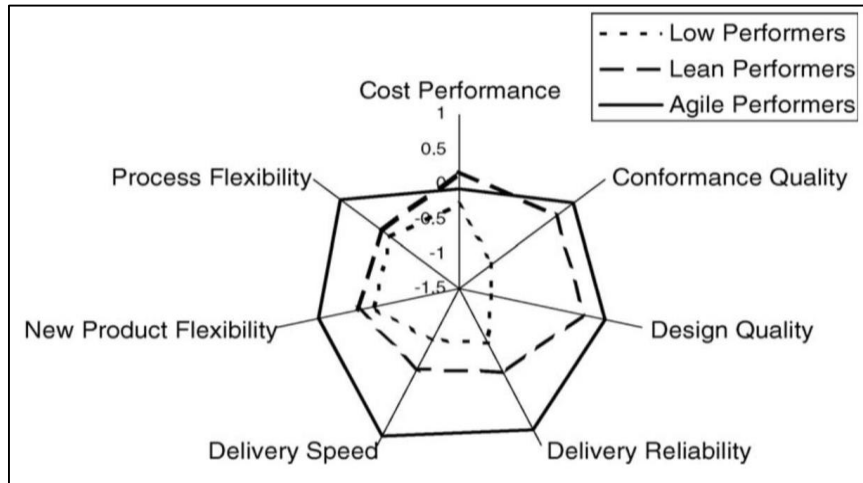 Low Performers
Lean Performers
Agile Performers
Cost Performance
1
0.5
0
-0.5
-1
-1.5
Process Flexibility
Conformance Quality
New Product Flexibility
Design Quality
Delivery Speed
Delivery Reliability